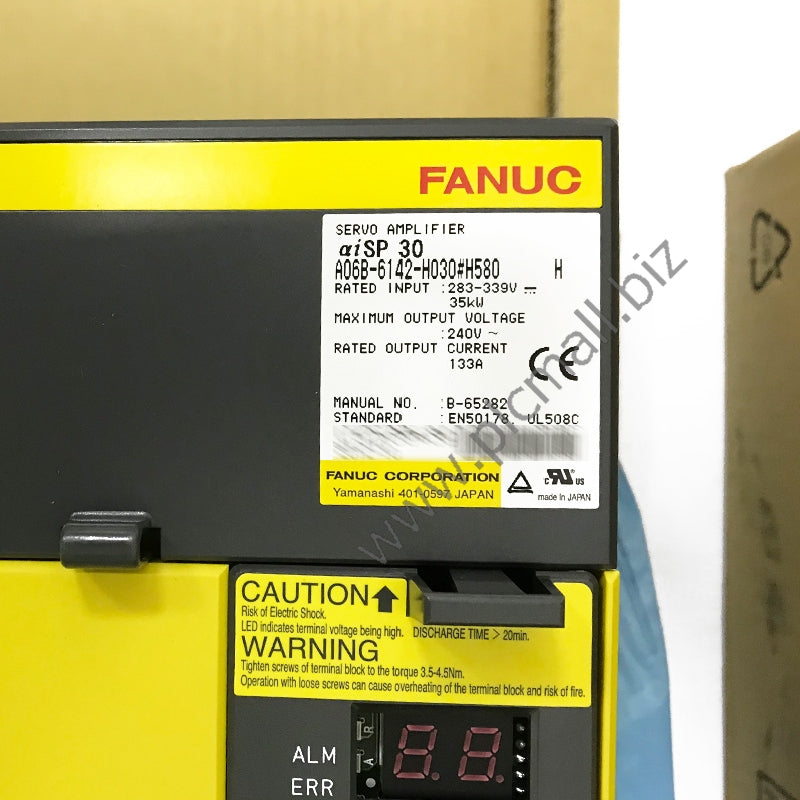 FANUC
SERVO AMPLIFIER
αiSP 30
A06B-6142-H030#H580 H
RATED INPUT :283-339V ⎓
35kW
MAXIMUM OUTPUT VOLTAGE
:240V ~
RATED OUTPUT CURRENT
133A
CE
MANUAL NO. :B-65282
STANDARD :EN50178, UL508C
FANUC CORPORATION
Yamanashi 401-0597 JAPAN
c RU US
made in JAPAN
www.plcmall.biz
CAUTION
Risk of Electric Shock.
LED indicates terminal voltage being high. DISCHARGE TIME > 20min.
WARNING
Tighten screws of terminal block to the torque 3.5-4.5Nm.
Operation with loose screws can cause overheating of the terminal block and risk of fire.
R
ALM
A
8.8.
ERR